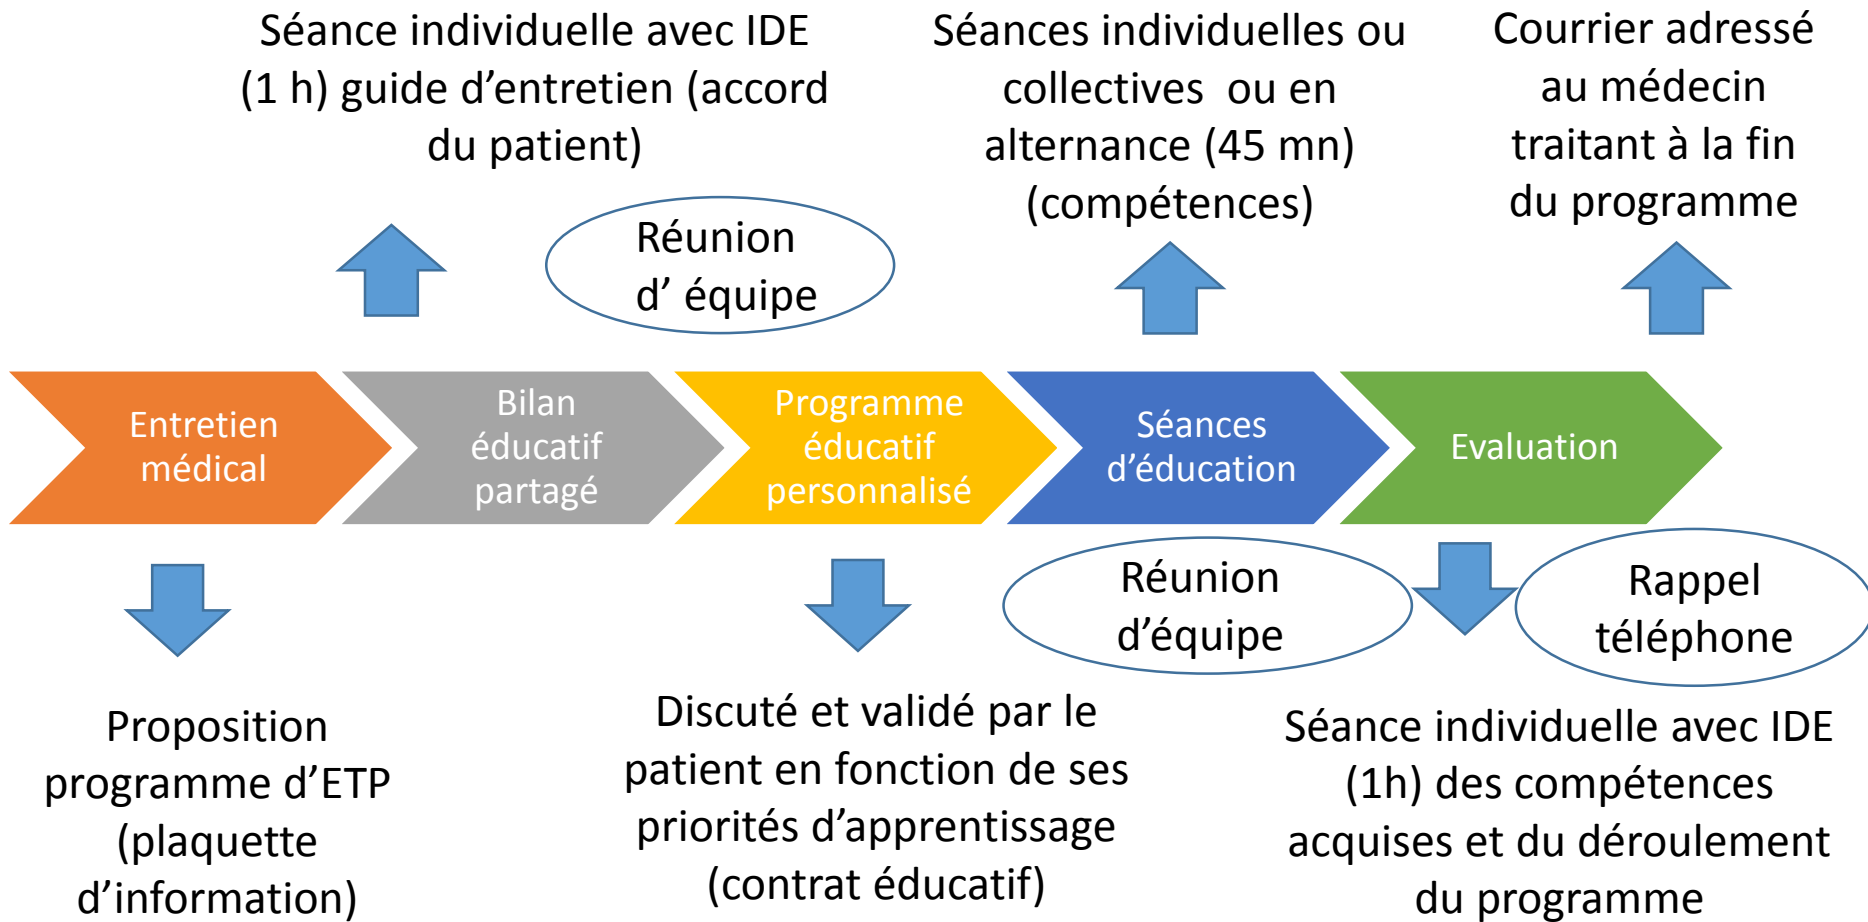 Séance individuelle avec IDE
(1 h) guide d’entretien (accord
du patient)
Séances individuelles ou
collectives  ou en
alternance (45 mn)
(compétences)
Courrier adressé
au médecin
traitant à la fin
du programme
Réunion
d’ équipe
Entretien
médical
Bilan
éducatif
partagé
Programme
éducatif
personnalisé
Séances
d’éducation
Evaluation
Réunion
d’équipe
Rappel
téléphone
Proposition
programme d’ETP
(plaquette
d’information)
Discuté et validé par le
patient en fonction de ses
priorités d’apprentissage
(contrat éducatif)
Séance individuelle avec IDE
(1h) des compétences
acquises et du déroulement
du programme